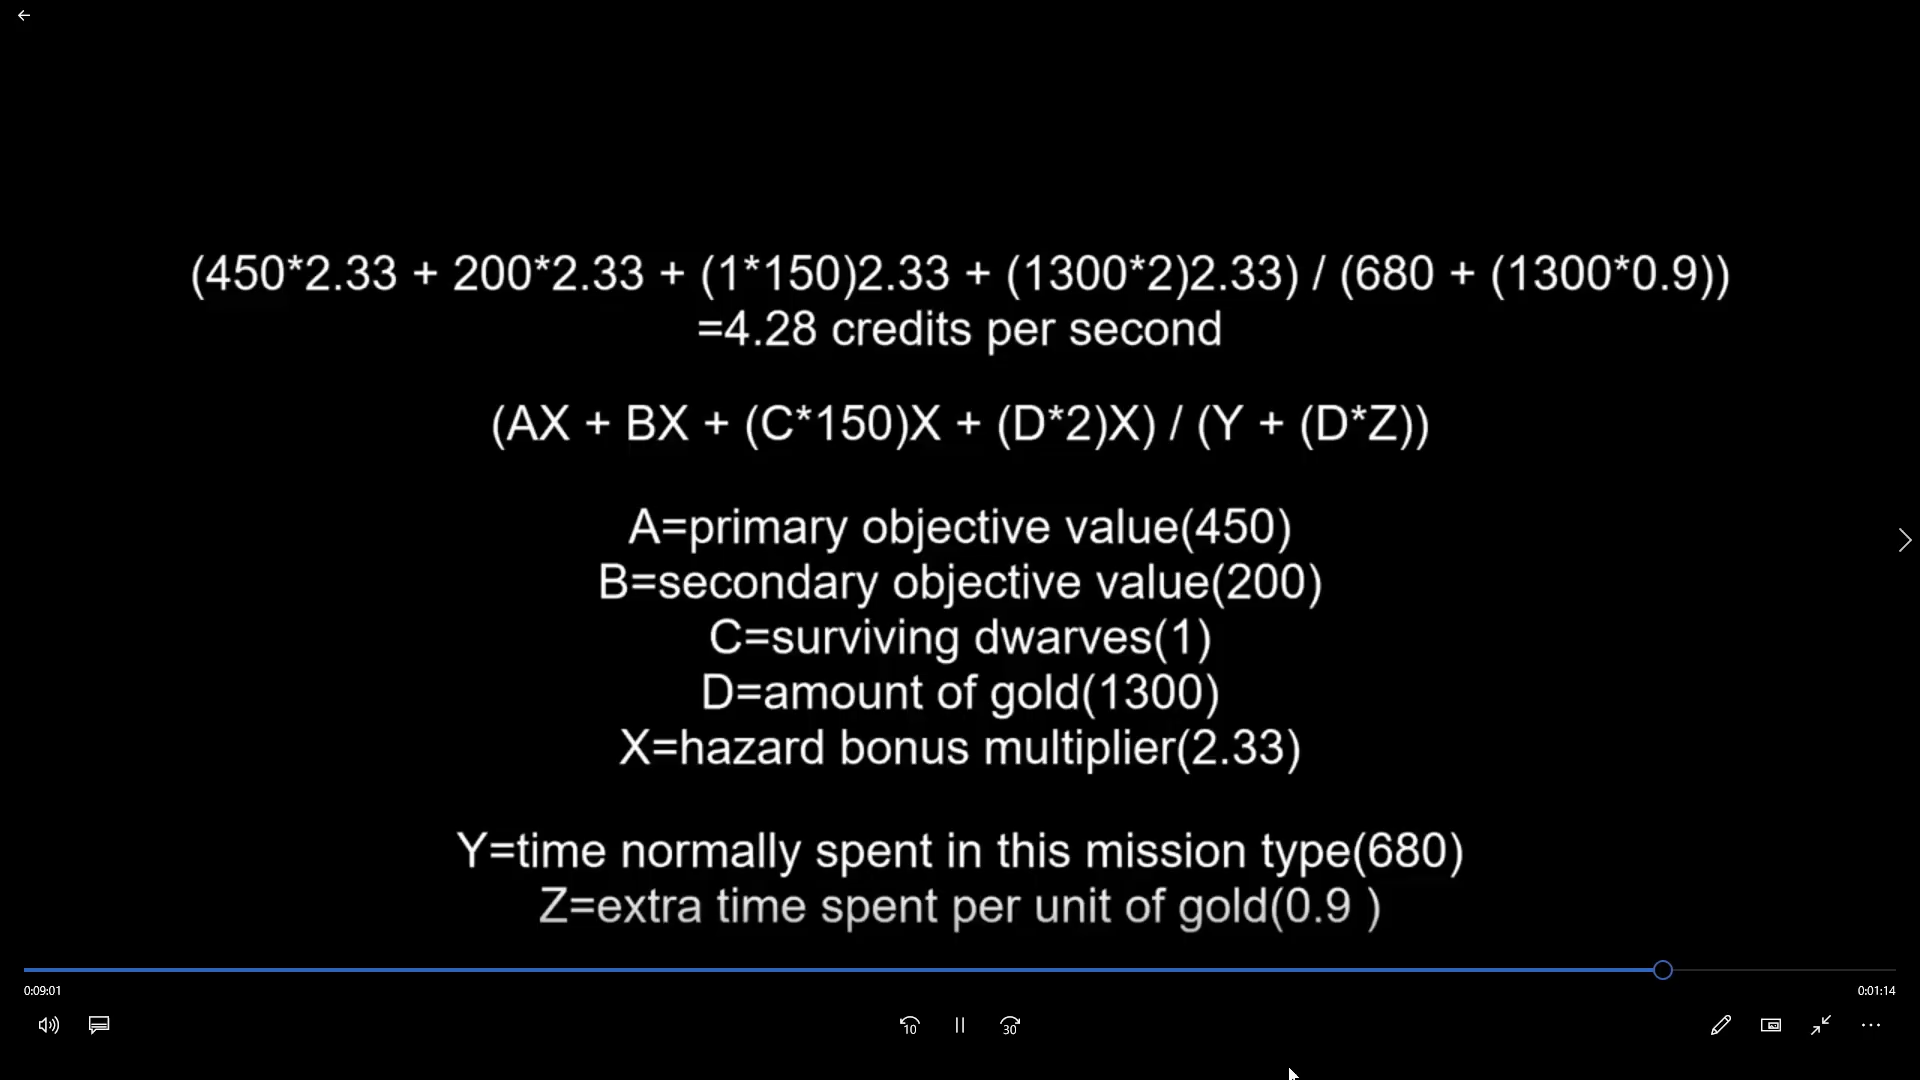 (450*2.33 + 200*2.33 + (1*150)2.33 + (1300*2)2.33) / (680 + (1300*0.9))
=4.28 credits per second
(AX + BX + (C*150)X + (D*2)X) / (Y + (D*Z))
A=primary objective value(450)
B=secondary objective value(200)
C=surviving dwarves(1)
D=amount of gold(1300)
X=hazard bonus multiplier(2.33)
Y=time normally spent in this mission type(680)
Z=extra time spent per unit of gold(0.9 )
0:09:01
0:01:14
10
30